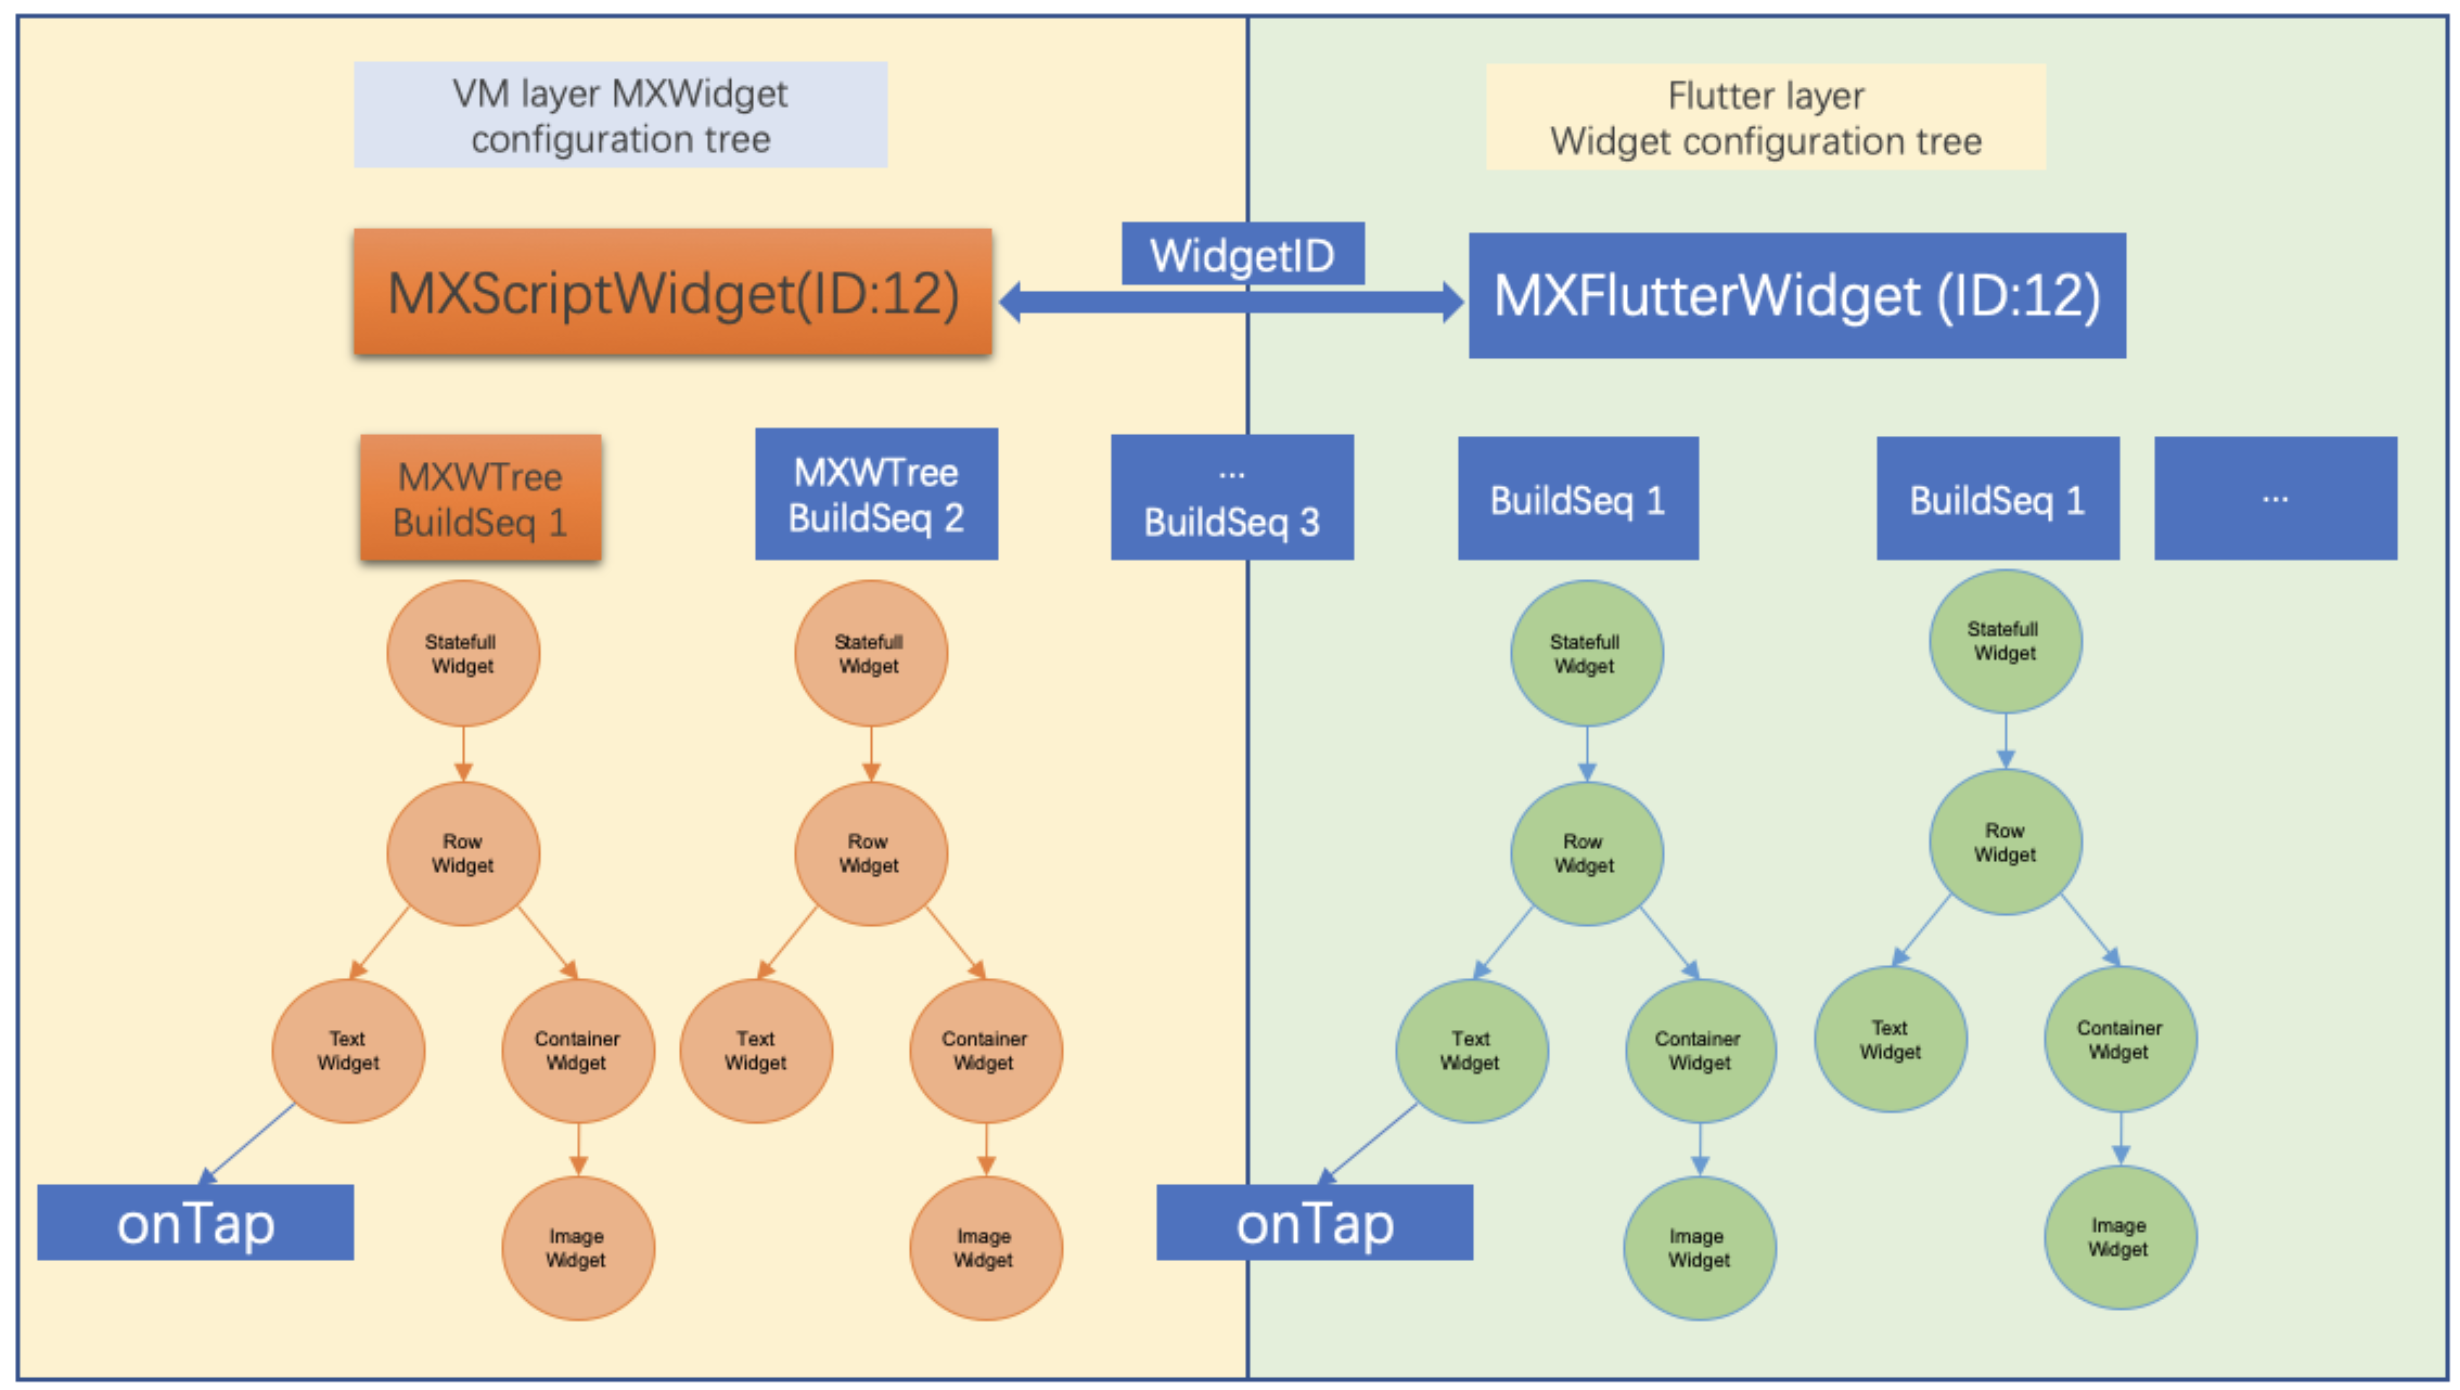 VM layer MXWidget
configuration tree
Flutter layer
Widget configuration tree
MXScriptWidget(ID:12)
WidgetID
MXFlutterWidget (ID:12)
MXWTree
BuildSeq 1
MXWTree
BuildSeq 2
...
BuildSeq 3
BuildSeq 1
BuildSeq 1
...
Statefull
Widget
Statefull
Widget
Statefull
Widget
Statefull
Widget
Row
Widget
Row
Widget
Row
Widget
Row
Widget
Text
Widget
Container
Widget
Text
Widget
Container
Widget
Text
Widget
Container
Widget
Text
Widget
Container
Widget
onTap
Image
Widget
Image
Widget
onTap
Image
Widget
Image
Widget